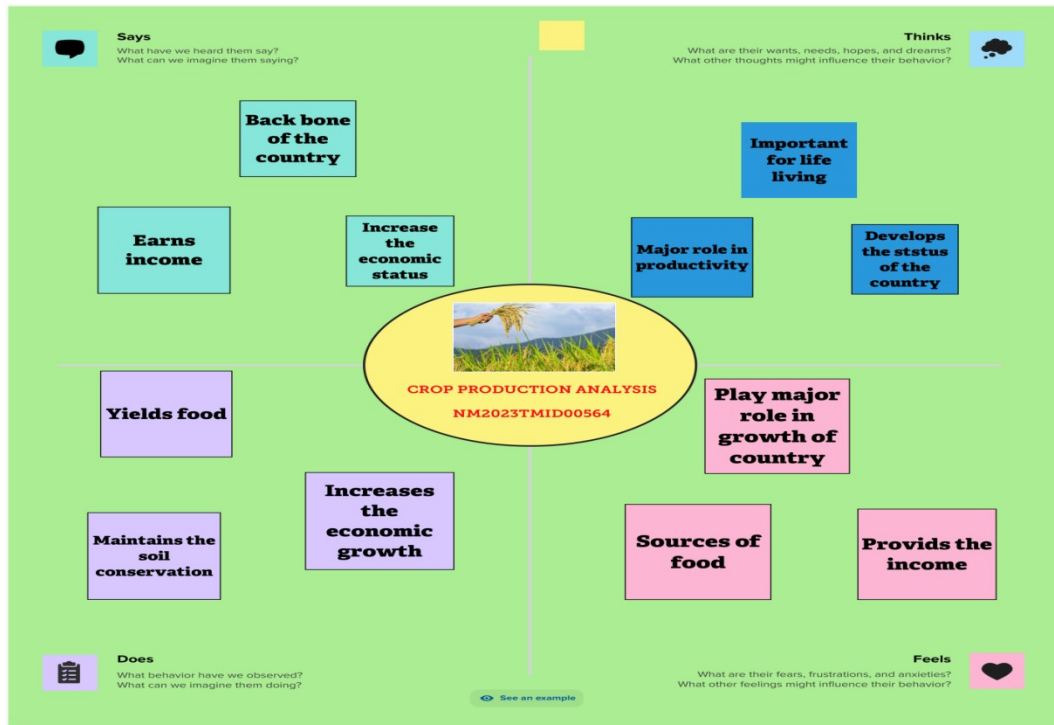 Says
What have we heard them say?
What can we imagine them saying?
Thinks
What are their wants, needs, hopes, and dreams?
What other thoughts might influence their behavior?
Back bone
of the
country
Earns
income
Increase
the
economic
status
Important
for life
living
Major role in
productivity
Develops
the ststus
of the
country
CROP PRODUCTION ANALYSIS
NM2023TMID00564
Yields food
Increases
the
economic
growth
Maintains the
soil
conservation
Play major
role in
growth of
country
Sources of
food
Provids the
income
Does
What behavior have we observed?
What can we imagine them doing?
See an example
Feels
What are their fears, frustrations, and anxieties?
What other feelings might influence their behavior?